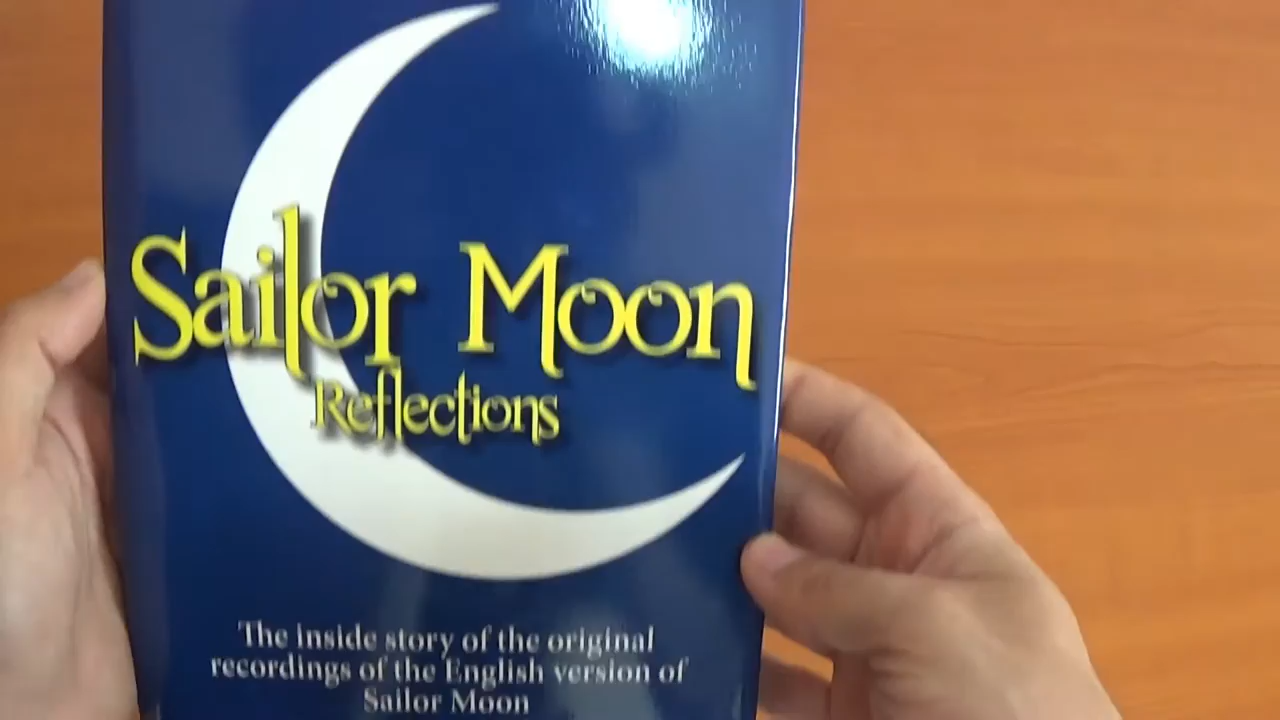 Sailor Moon
Reflections
The inside story of the original
recordings of the English version of
Sailor Moon